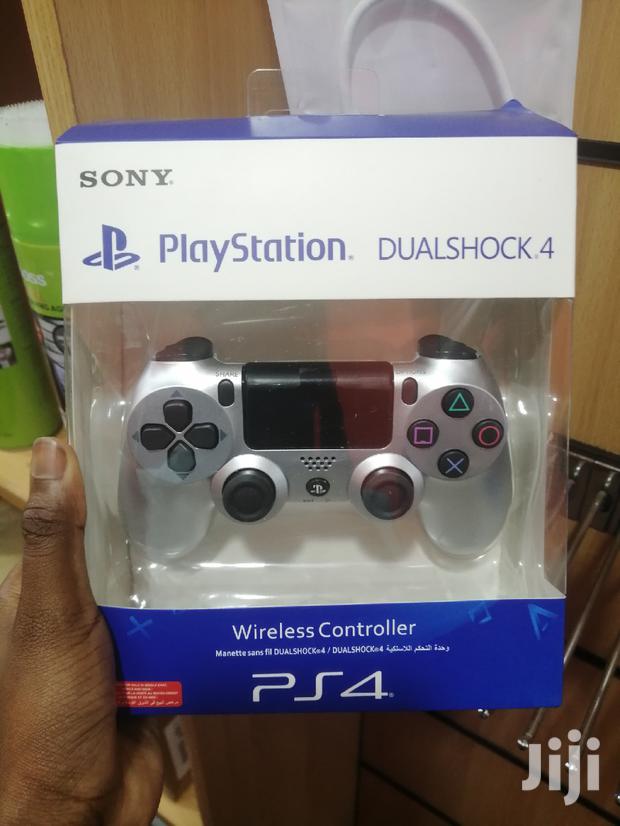 SONY®
PlayStation® DUALSHOCK®4
SHARE OPTIONS
Wireless Controller
Manette sans fil DUALSHOCK®4 / DUALSHOCK®4 وحدة التحكم اللاسلكية
PS4®
Jiji